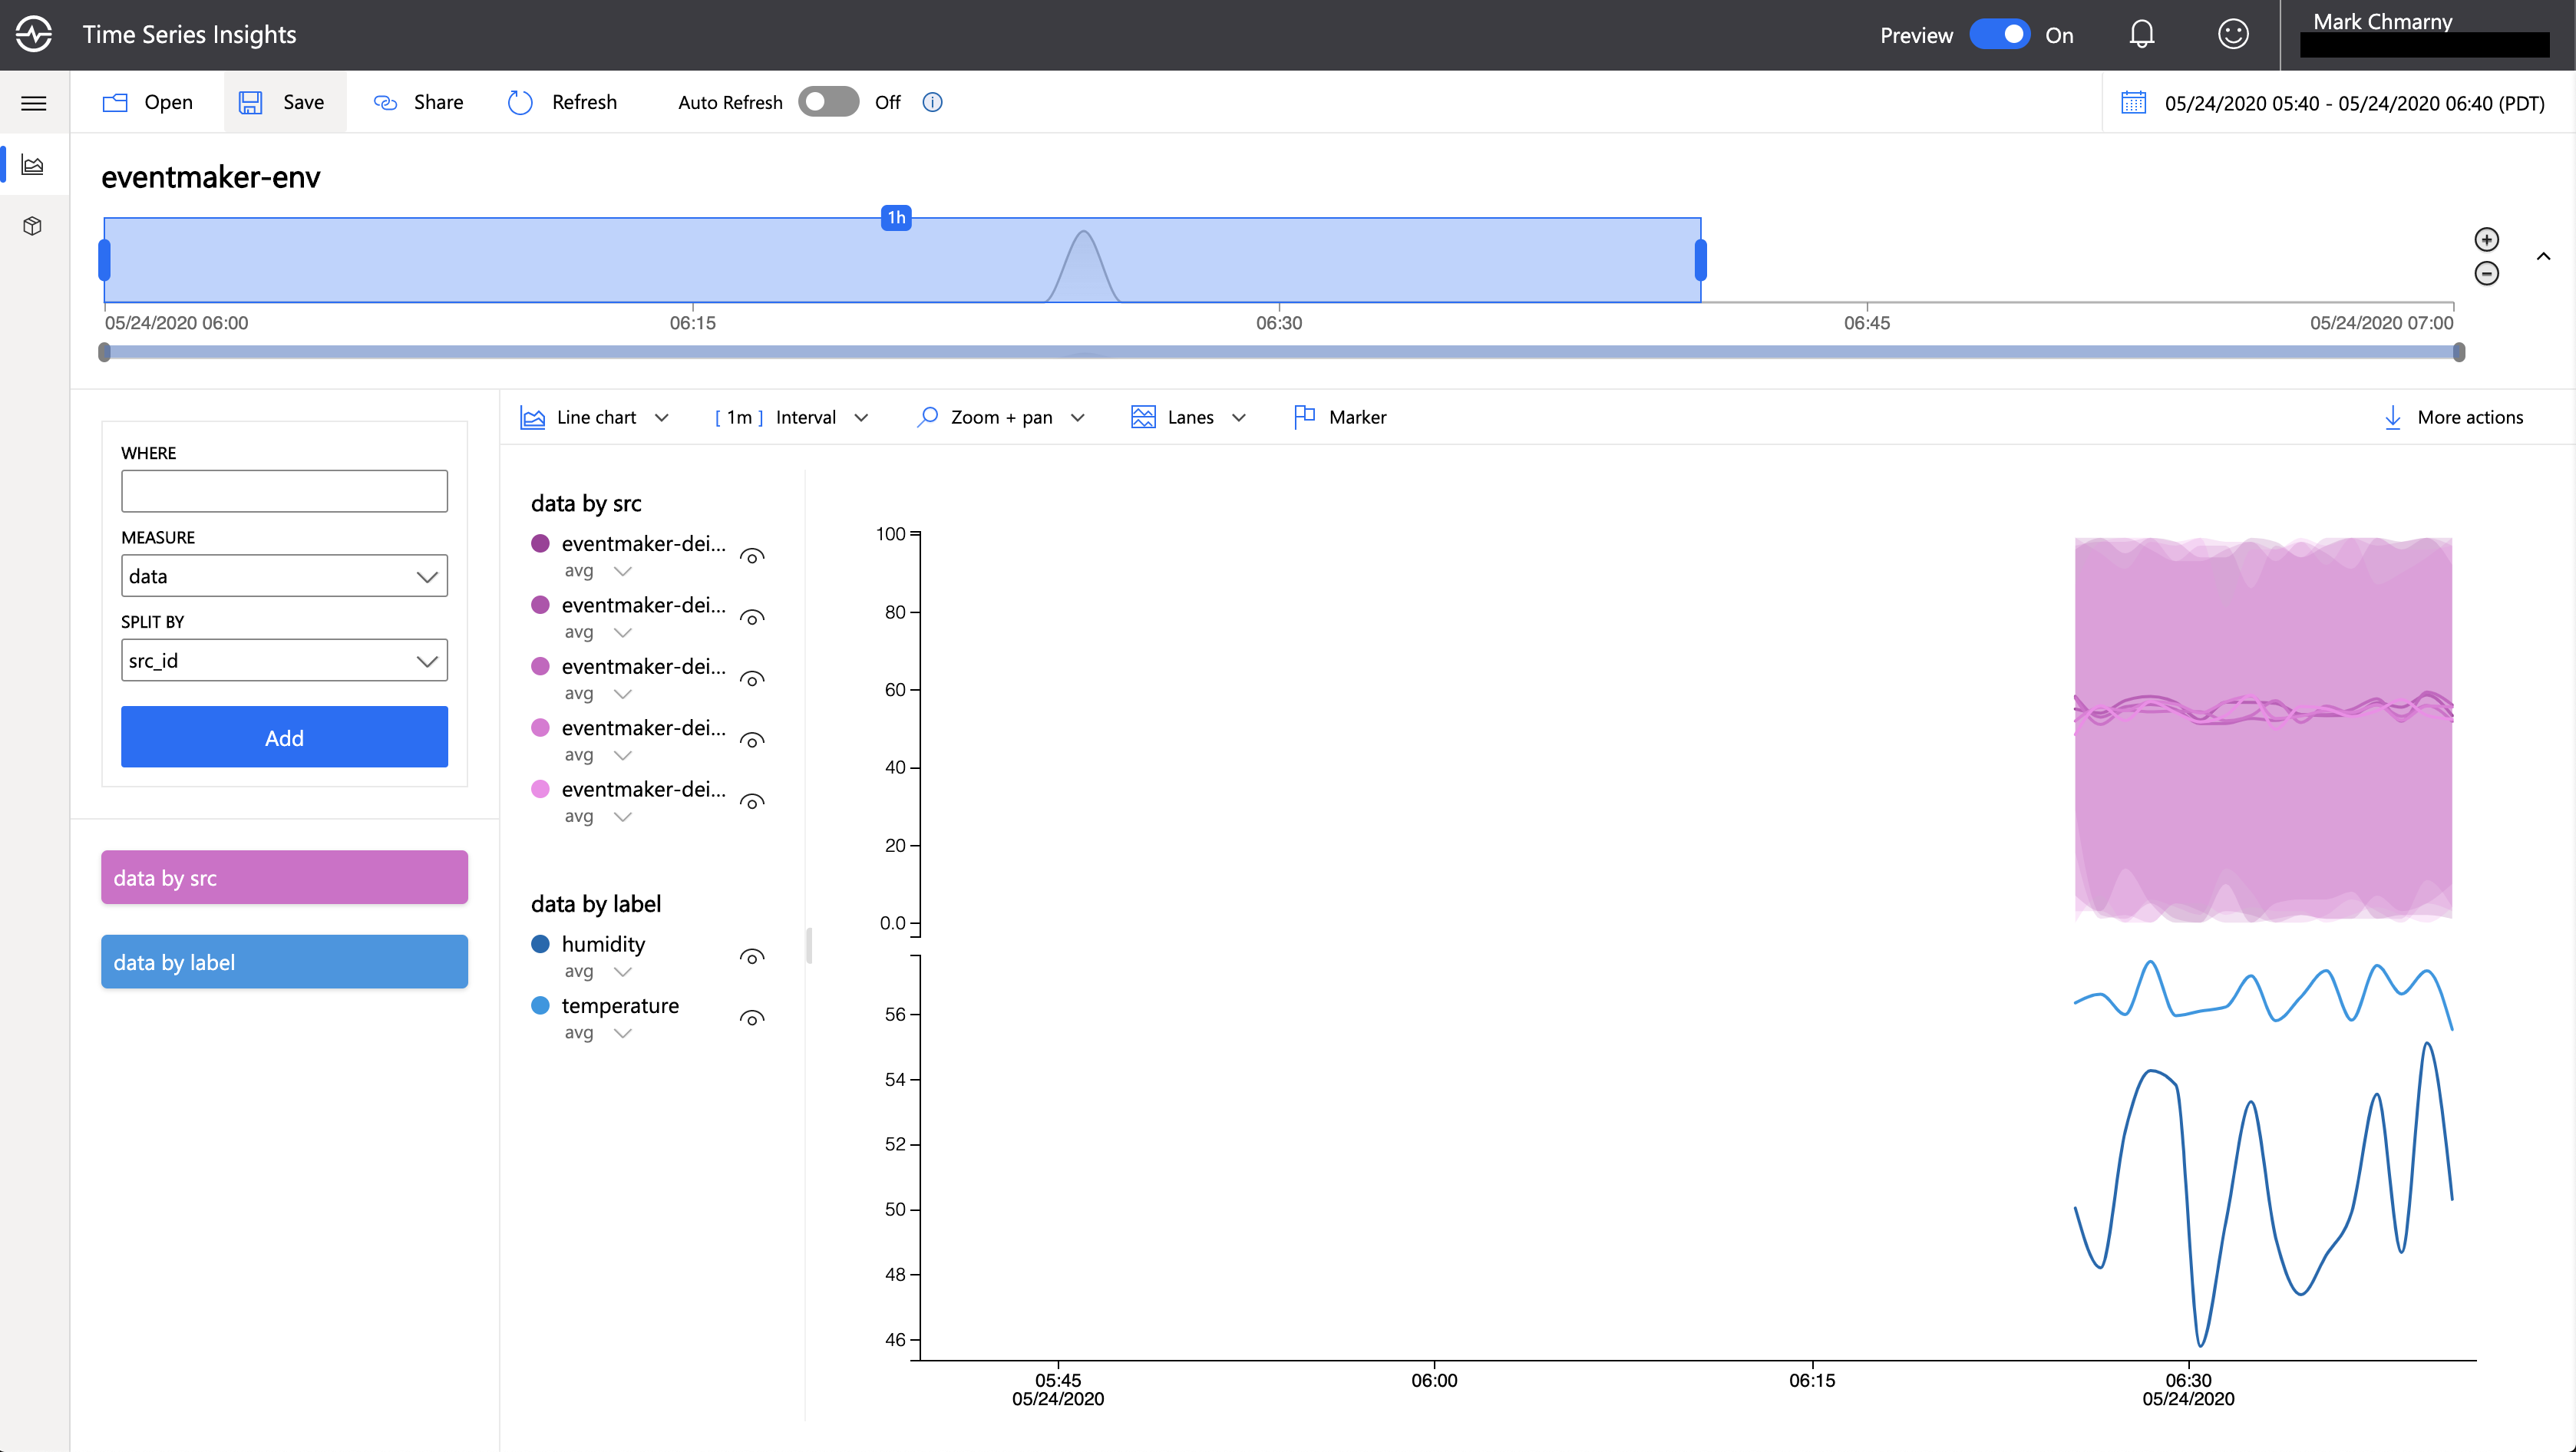 Time Series Insights
Preview On
Mark Chmarny
Open Save Share Refresh Auto Refresh Off
05/24/2020 05:40 - 05/24/2020 06:40 (PDT)
eventmaker-env
1h
05/24/2020 06:00 06:15 06:30 06:45 05/24/2020 07:00
WHERE
MEASURE
data
SPLIT BY
src_id
Add
data by src
data by label
Line chart [ 1m ] Interval Zoom + pan Lanes Marker More actions
data by src
eventmaker-dei...
avg
eventmaker-dei...
avg
eventmaker-dei...
avg
eventmaker-dei...
avg
eventmaker-dei...
avg
data by label
humidity
avg
temperature
avg
100
80
60
40
20
0.0
56
54
52
50
48
46
05:45 06:00 06:15 06:30
05/24/2020 05/24/2020